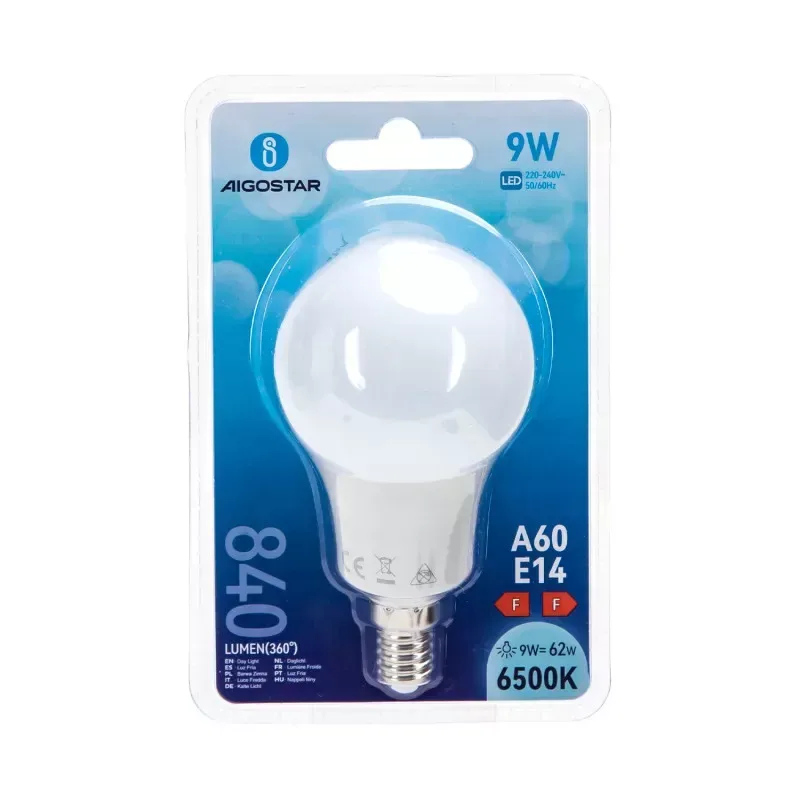 AIGOSTAR
9W
LED 220-240V~
50/60Hz
840
LUMEN(360°)
EN: Day Light
ES: Luz Fría
PL: Barwa Zimna
IT: Luce Fredda
DE: Kalte Licht
NL: Daglicht
FR: Lumière Froide
PT: Luz Fria
HU: Nappali fény
CE
A60
E14
F F
9W= 62W
6500K